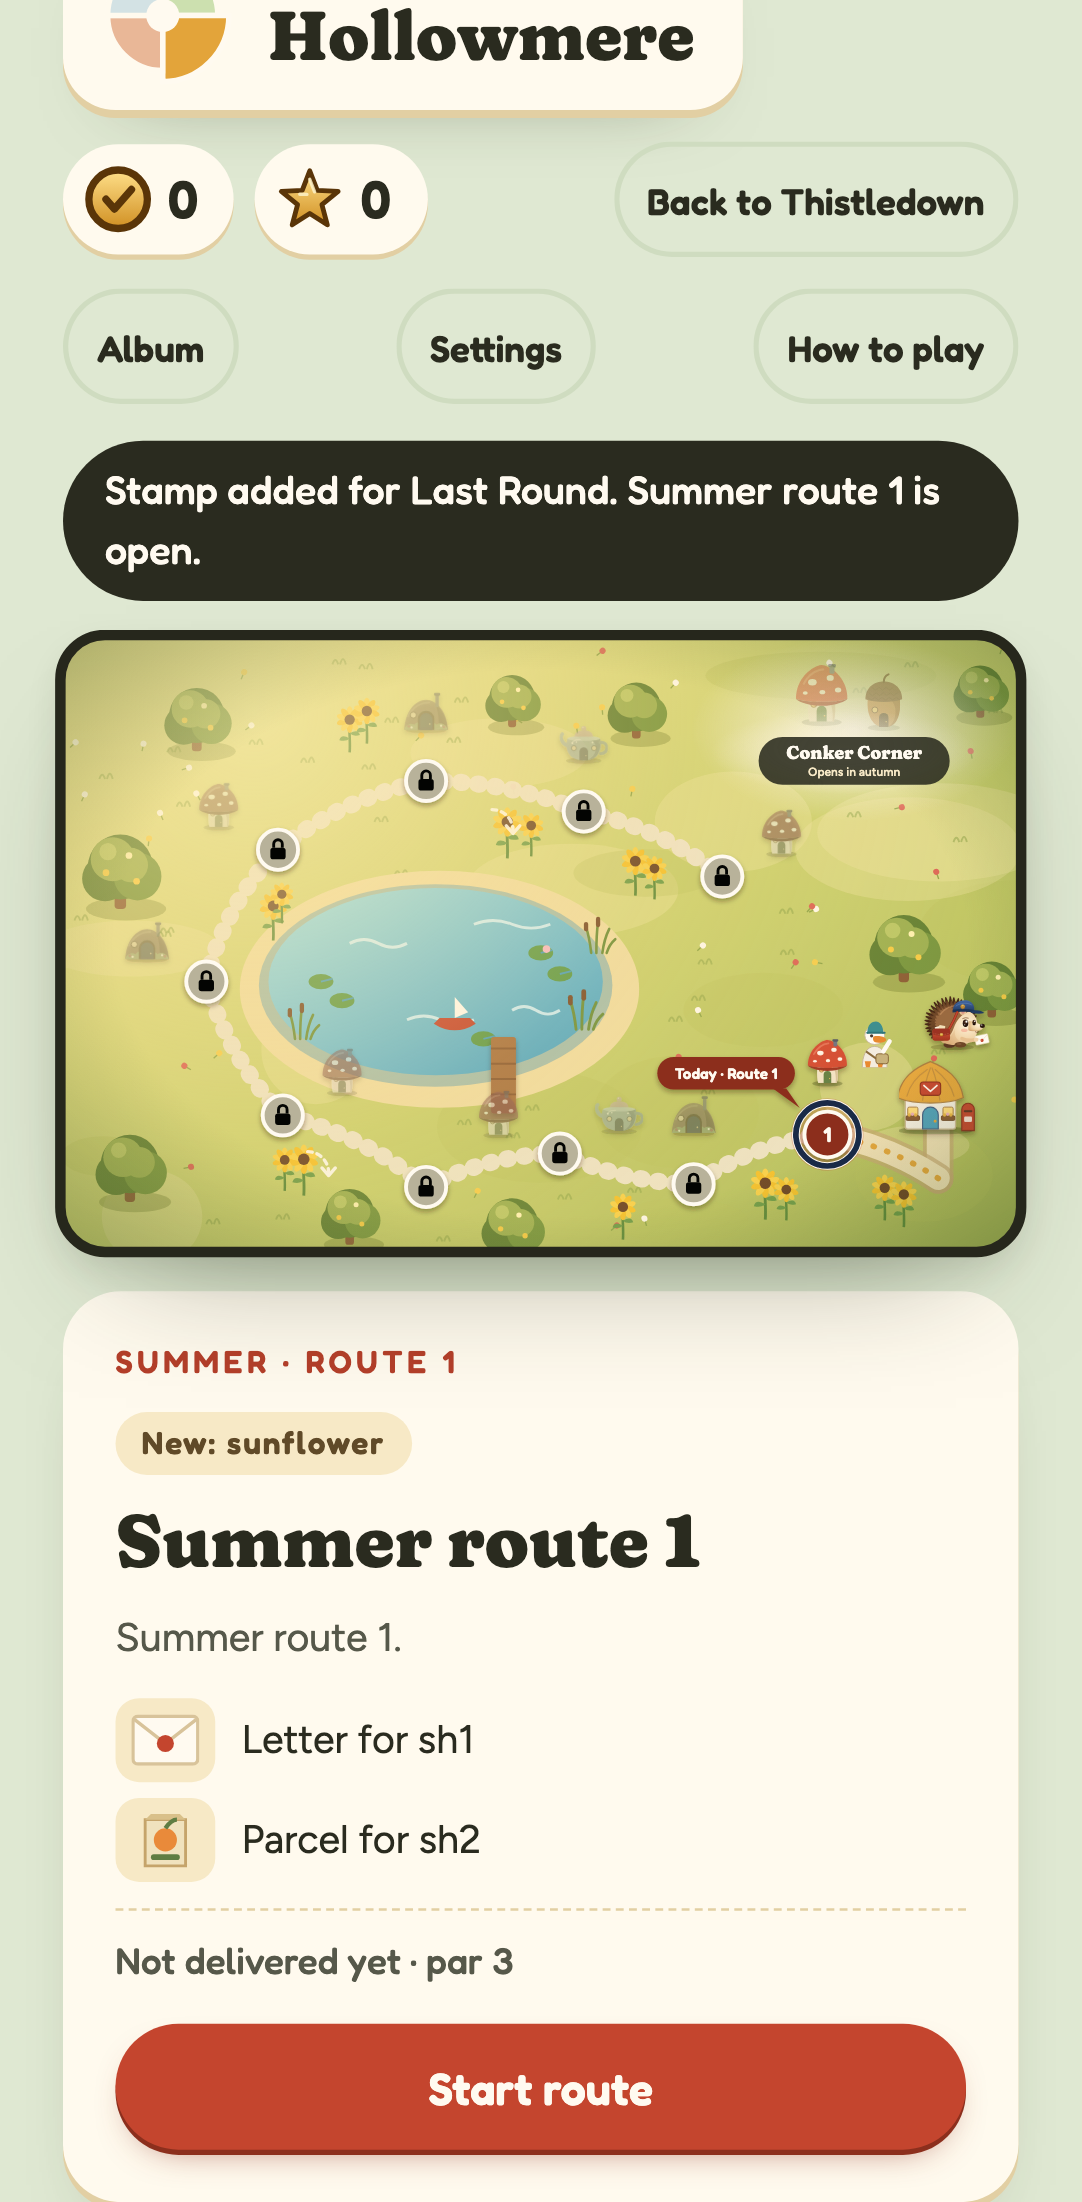 Hollowmere
0
0
Back to Thistledown
Album
Settings
How to play
Stamp added for Last Round. Summer route 1 is
open.
Conker Corner
Opens in autumn
Today · Route 1
1
SUMMER · ROUTE 1
New: sunflower
Summer route 1
Summer route 1.
Letter for sh1
Parcel for sh2
Not delivered yet · par 3
Start route